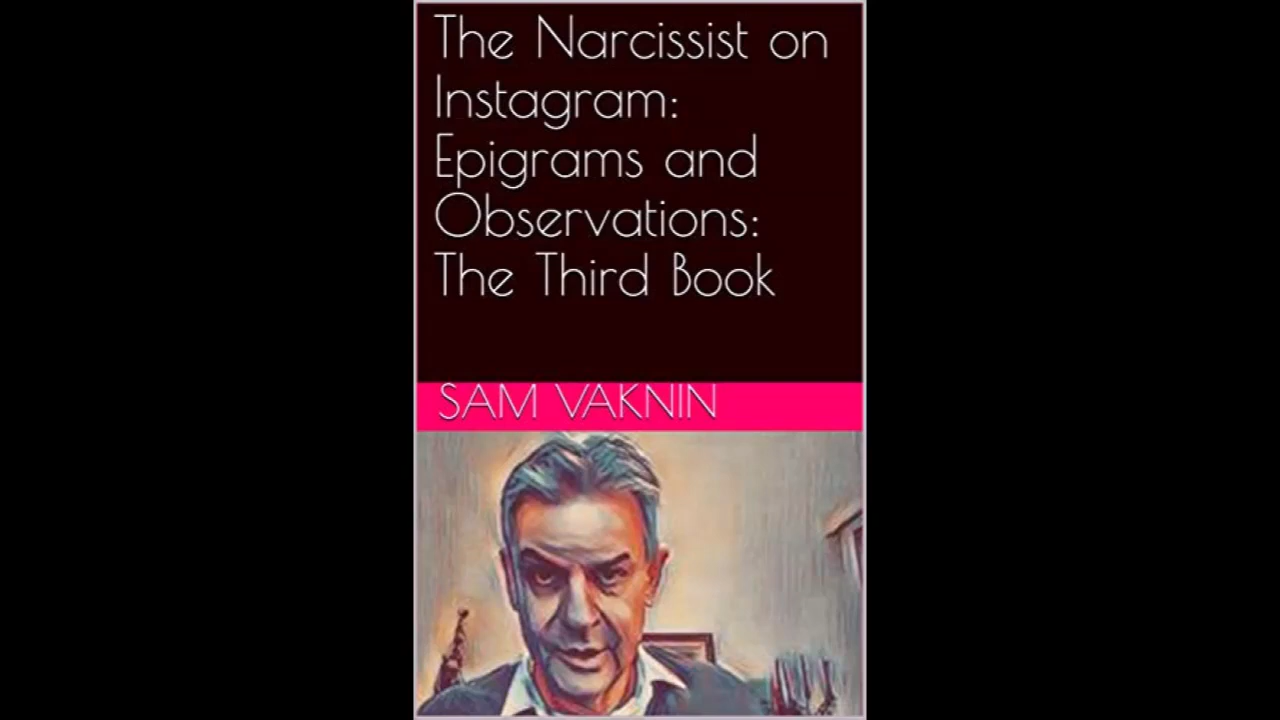 The Narcissist on
Instagram:
Epigrams and
Observations:
The Third Book
SAM VAKNIN